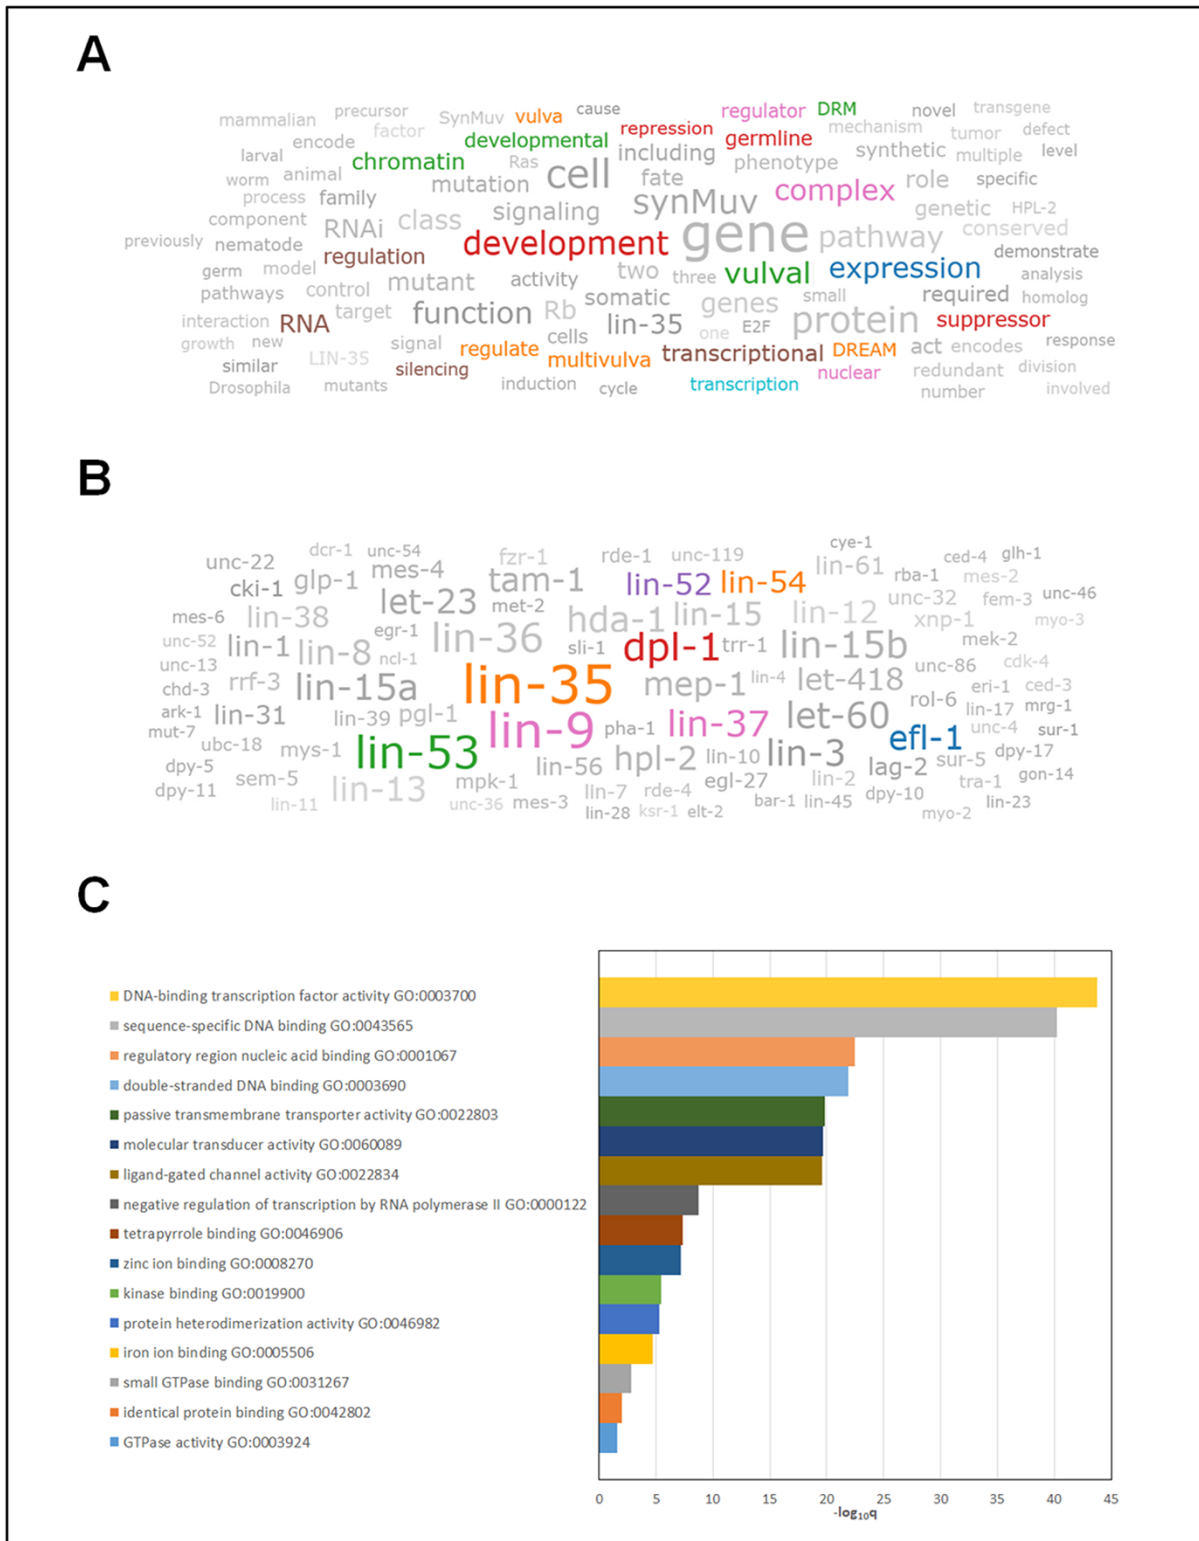 A
mammalian precursor SynMuv vulva cause regulator DRM novel transgene
encode factor developmental repression germline mechanism tumor defect
larval chromatin Ras including phenotype synthetic multiple level
worm animal mutation cell fate complex role specific
process family signaling synMuv genetic HPL-2
component RNAi class gene pathway conserved
previously nematode regulation development demonstrate
germ model mutant activity two three vulval expression analysis
pathways control somatic genes small required homolog
interaction RNA target function Rb lin-35 one E2F protein suppressor
growth new signal cells
similar LIN-35 regulate multivulva transcriptional DREAM act encodes response
silencing nuclear redundant division
Drosophila mutants induction cycle transcription number involved
B
unc-22 dcr-1 unc-54 fzr-1 rde-1 unc-119 cye-1 ced-4 glh-1
cki-1 glp-1 mes-4 tam-1 lin-52 lin-54 lin-61 rba-1 mes-2
mes-6 lin-38 let-23 met-2 hda-1 lin-15 lin-12 unc-32 fem-3 unc-46
xnp-1 myo-3
unc-52 lin-1 lin-8 egr-1 lin-36 sli-1 dpl-1 trr-1 lin-15b mek-2
unc-13 ncl-1 unc-86 cdk-4
chd-3 rrf-3 lin-15a lin-35 mep-1 lin-4 let-418 rol-6 eri-1 ced-3
ark-1 lin-31 lin-39 pgl-1 lin-9 pha-1 lin-37 let-60 lin-17 mrg-1
mut-7 ubc-18 mys-1 lin-53 efl-1 unc-4 sur-1
dpy-5 sem-5 lin-56 hpl-2 lin-10 lin-3 lag-2 sur-5 dpy-17
dpy-11 lin-13 mpk-1 lin-7 rde-4 egl-27 lin-2 dpy-10 tra-1 gon-14
lin-11 unc-36 mes-3 lin-28 ksr-1 elt-2 bar-1 lin-45 myo-2 lin-23
C
DNA-binding transcription factor activity GO:0003700
sequence-specific DNA binding GO:0043565
regulatory region nucleic acid binding GO:0001067
double-stranded DNA binding GO:0003690
passive transmembrane transporter activity GO:0022803
molecular transducer activity GO:0060089
ligand-gated channel activity GO:0022834
negative regulation of transcription by RNA polymerase II GO:0000122
tetrapyrrole binding GO:0046906
zinc ion binding GO:0008270
kinase binding GO:0019900
protein heterodimerization activity GO:0046982
iron ion binding GO:0005506
small GTPase binding GO:0031267
identical protein binding GO:0042802
GTPase activity GO:0003924
0 5 10 15 20 25 30 35 40 45
-log₁₀q